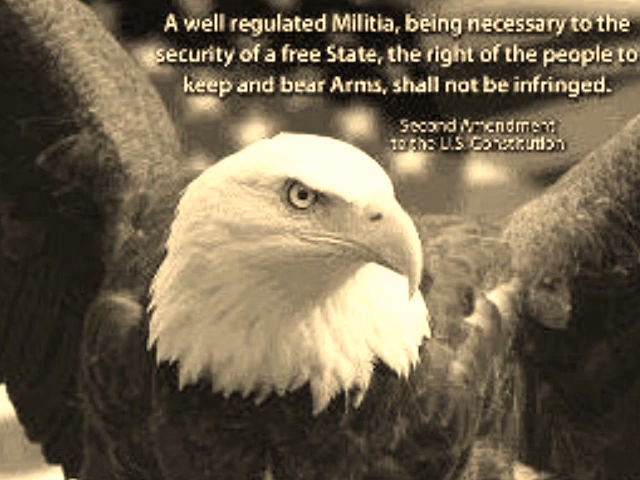 A well regulated Militia, being necessary to the
security of a free State, the right of the people to
keep and bear Arms, shall not be infringed.
Second Amendment
to the U.S. Constitution